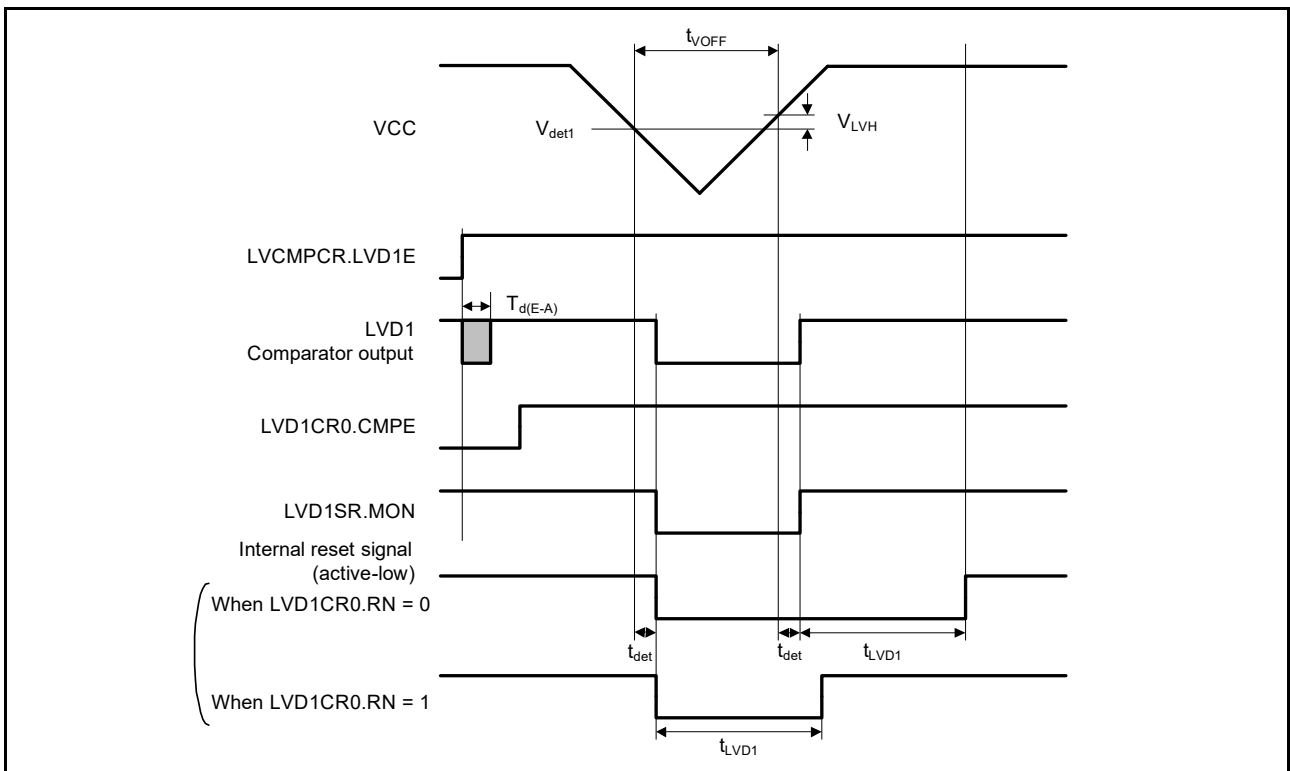 tVOFF
VCC
Vdet1
VLVH
LVCMPCR.LVD1E
Td(E-A)
LVD1
Comparator output
LVD1CR0.CMPE
LVD1SR.MON
Internal reset signal
(active-low)
When LVD1CR0.RN = 0
tdet
tdet
tLVD1
When LVD1CR0.RN = 1
tLVD1